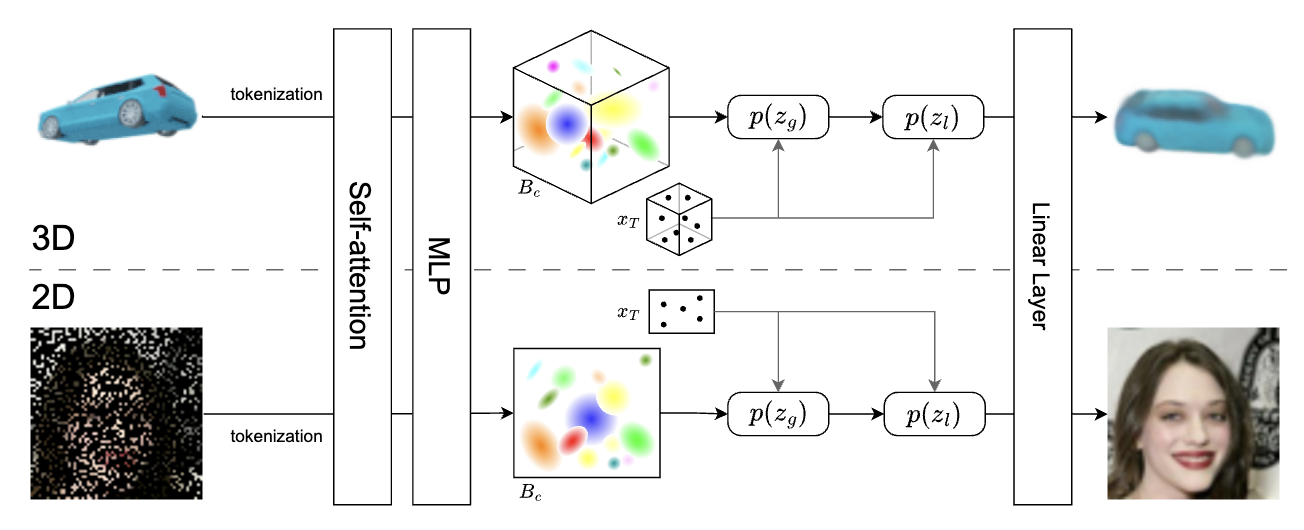 tokenization
Self-attention
MLP
B_c
p(z_g)
p(z_l)
x_T
Linear Layer
3D
2D
x_T
tokenization
B_c
p(z_g)
p(z_l)